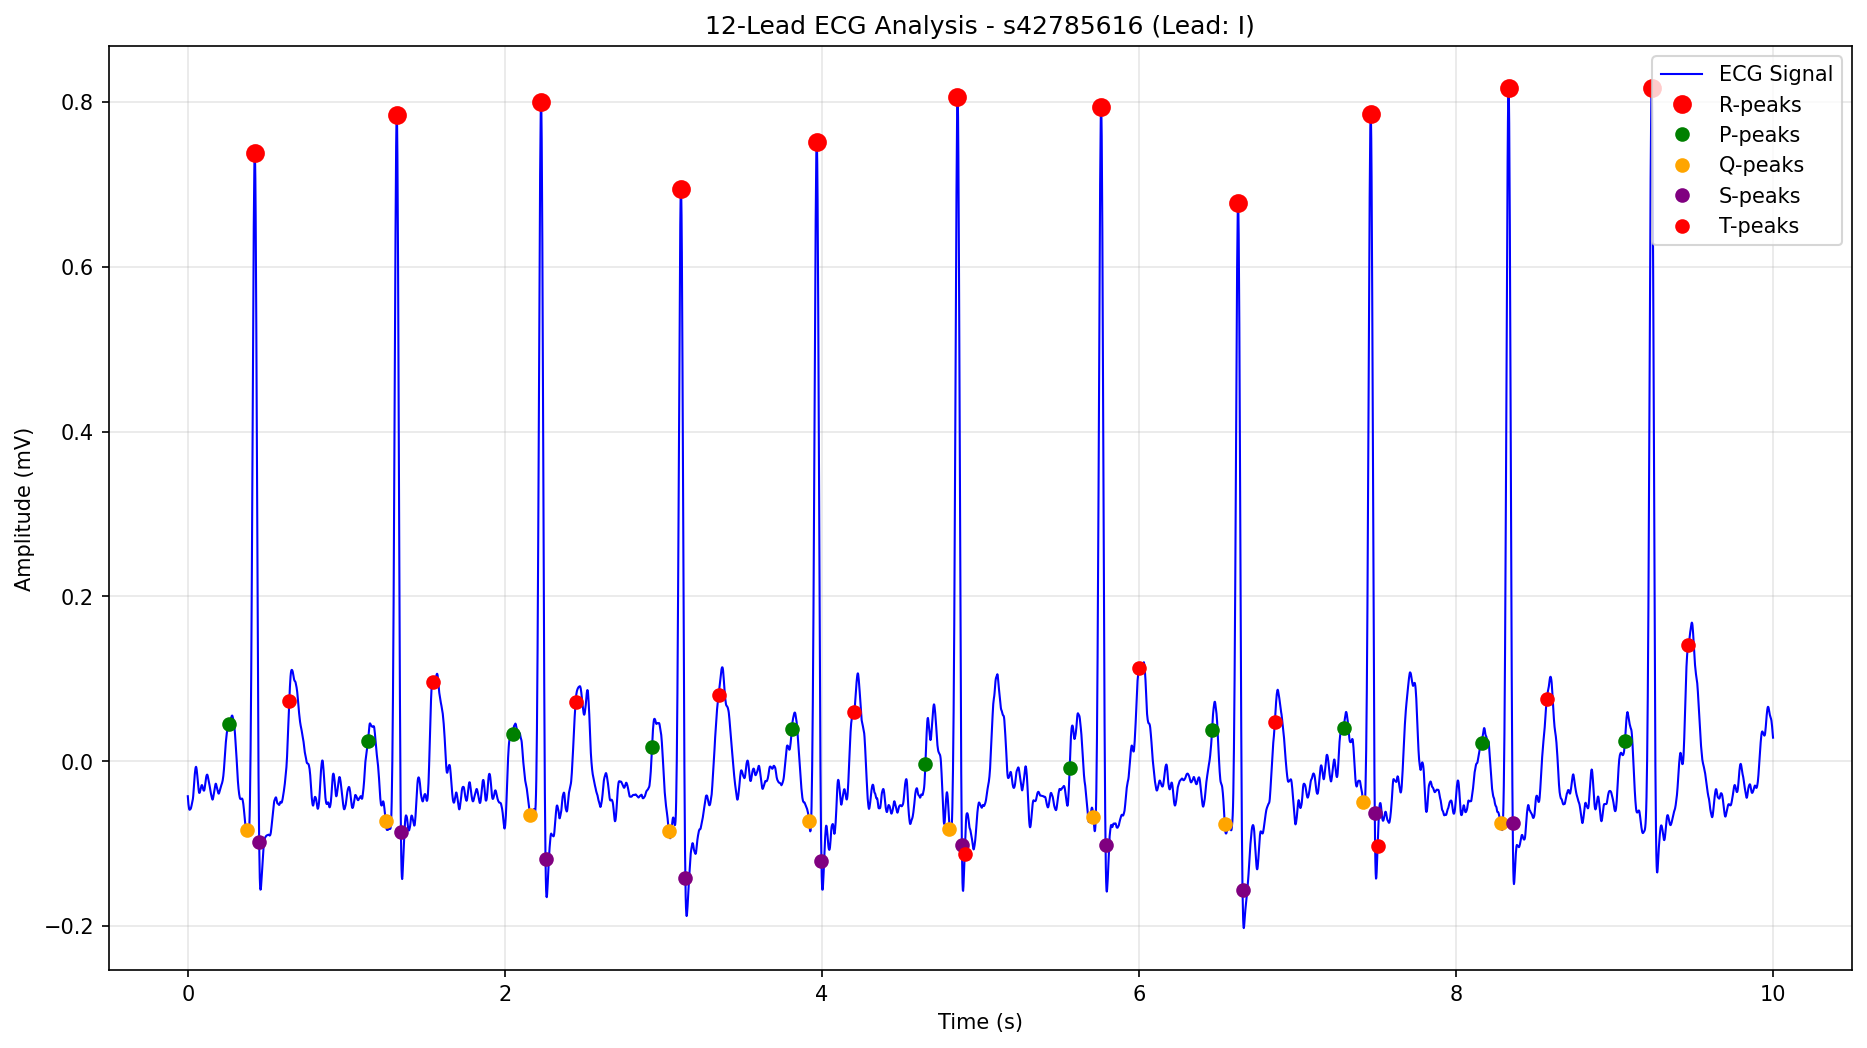 12-Lead ECG Analysis - s42785616 (Lead: I)
ECG Signal
R-peaks
P-peaks
Q-peaks
S-peaks
T-peaks
Amplitude (mV)
0.8
0.6
0.4
0.2
0.0
−0.2
0 2 4 6 8 10
Time (s)